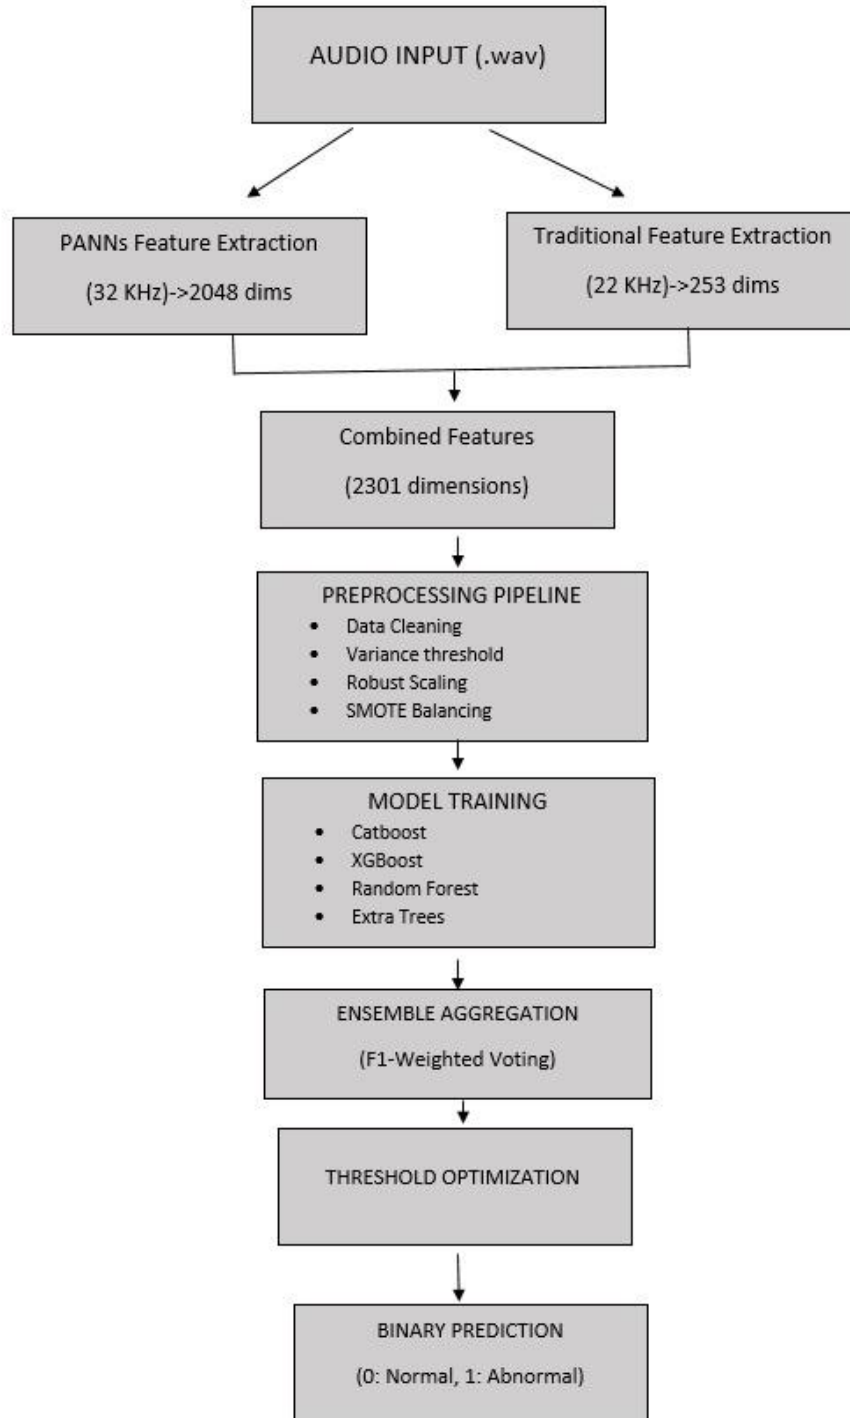 AUDIO INPUT (.wav)
PANNs Feature Extraction
(32 KHz)->2048 dims
Traditional Feature Extraction
(22 KHz)->253 dims
Combined Features
(2301 dimensions)
PREPROCESSING PIPELINE
• Data Cleaning
• Variance threshold
• Robust Scaling
• SMOTE Balancing
MODEL TRAINING
• Catboost
• XGBoost
• Random Forest
• Extra Trees
ENSEMBLE AGGREGATION
(F1-Weighted Voting)
THRESHOLD OPTIMIZATION
BINARY PREDICTION
(0: Normal, 1: Abnormal)